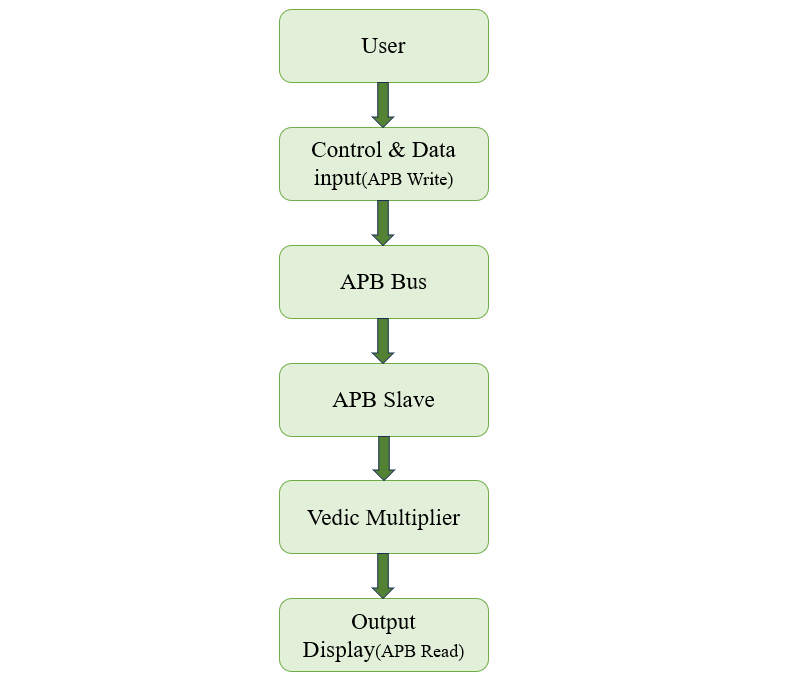 User
Control & Data
input(APB Write)
APB Bus
APB Slave
Vedic Multiplier
Output
Display(APB Read)